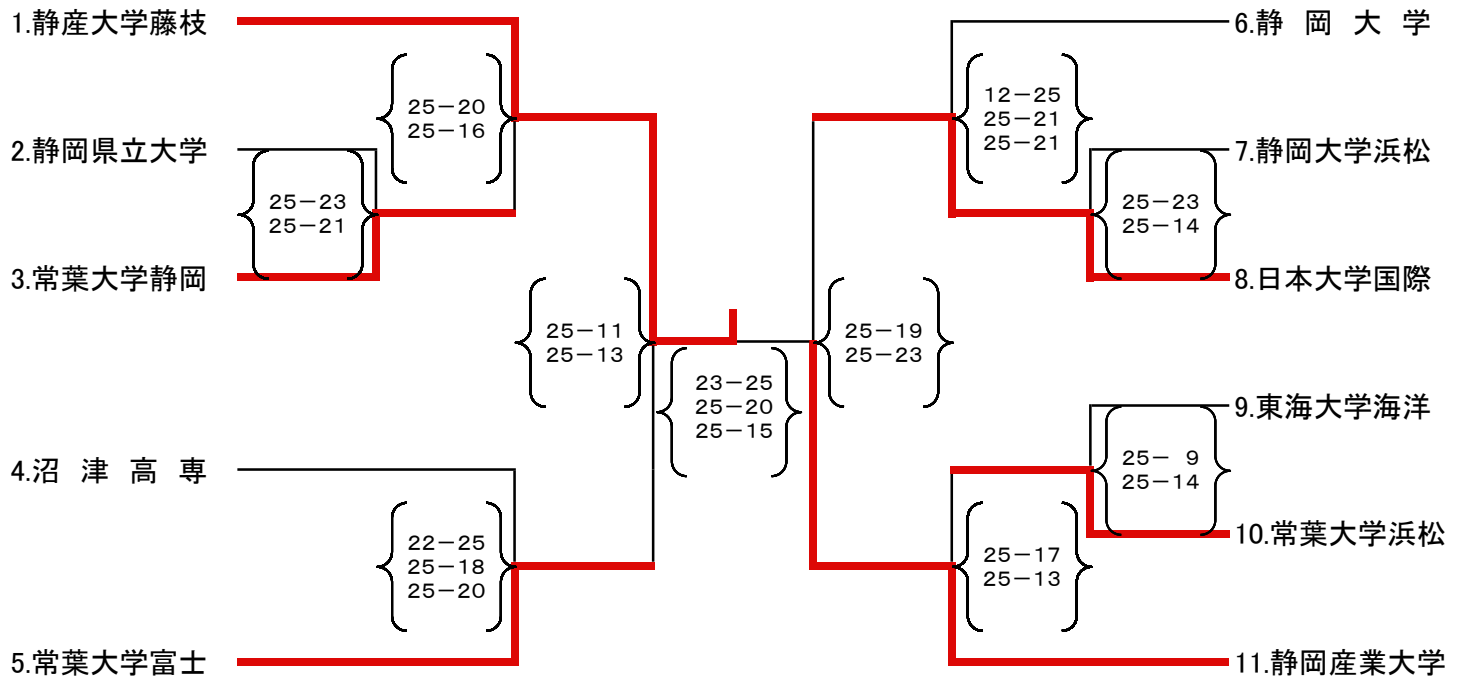 1.静産大学藤枝
25－20
25－16
2.静岡県立大学
25－23
25－21
3.常葉大学静岡
25－11
25－13
4.沼津高専
22－25
25－18
25－20
5.常葉大学富士
23－25
25－20
25－15
6.静岡大学
12－25
25－21
25－21
7.静岡大学浜松
25－23
25－14
8.日本大学国際
25－19
25－23
9.東海大学海洋
25－ 9
25－14
10.常葉大学浜松
25－17
25－13
11.静岡産業大学